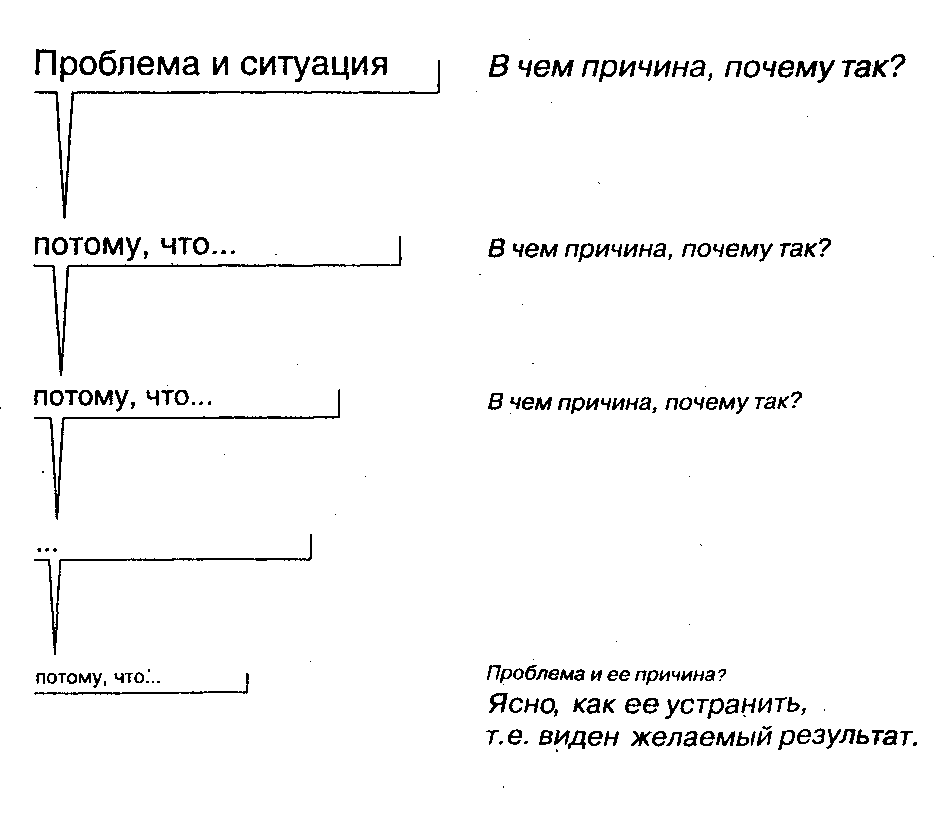 Проблема и ситуация
В чем причина, почему так?
потому, что...
В чем причина, почему так?
потому, что...
В чем причина, почему так?
...
потому, что...
Проблема и ее причина?
Ясно, как ее устранить,
т.е. виден желаемый результат.